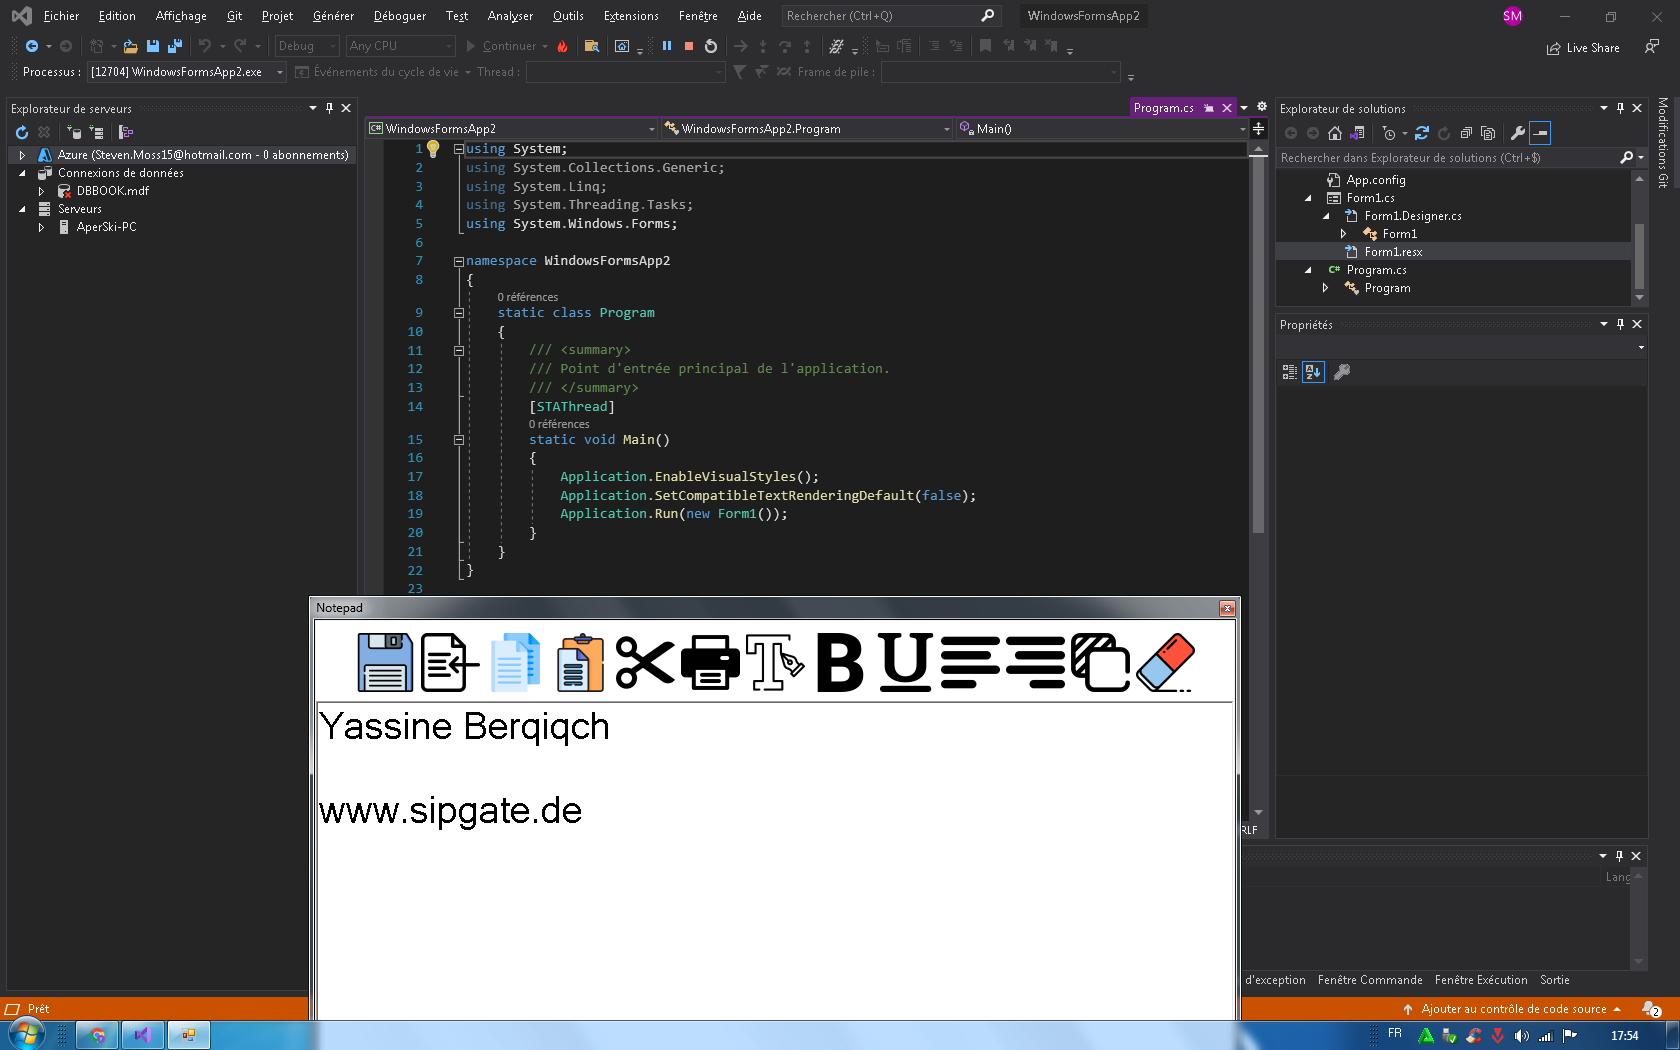 Fichier Edition Affichage Git Projet Générer Déboguer Test Analyser Outils Extensions Fenêtre Aide Rechercher (Ctrl+Q) WindowsFormsApp2 SM
Debug Any CPU Continuer Live Share
Processus : [12704] WindowsFormsApp2.exe Événements du cycle de vie Thread : Frame de pile :
Explorateur de serveurs
Azure (Steven.Moss15@hotmail.com - 0 abonnements)
Connexions de données
DBBOOK.mdf
Serveurs
AperSki-PC
Program.cs
WindowsFormsApp2 WindowsFormsApp2.Program Main()
1 using System;
2 using System.Collections.Generic;
3 using System.Linq;
4 using System.Threading.Tasks;
5 using System.Windows.Forms;
6
7 namespace WindowsFormsApp2
8 {
0 références
9 static class Program
10 {
11 /// <summary>
12 /// Point d'entrée principal de l'application.
13 /// </summary>
14 [STAThread]
0 références
15 static void Main()
16 {
17 Application.EnableVisualStyles();
18 Application.SetCompatibleTextRenderingDefault(false);
19 Application.Run(new Form1());
20 }
21 }
22 }
23
Explorateur de solutions
Rechercher dans Explorateur de solutions (Ctrl+$)
App.config
Form1.cs
Form1.Designer.cs
Form1
Form1.resx
Program.cs
Program
Propriétés
Modifications Git
Notepad
B U
Yassine Berqiqch
www.sipgate.de
RLF
Lang
d'exception Fenêtre Commande Fenêtre Exécution Sortie
Prêt
Ajouter au contrôle de code source 2
FR 17:54